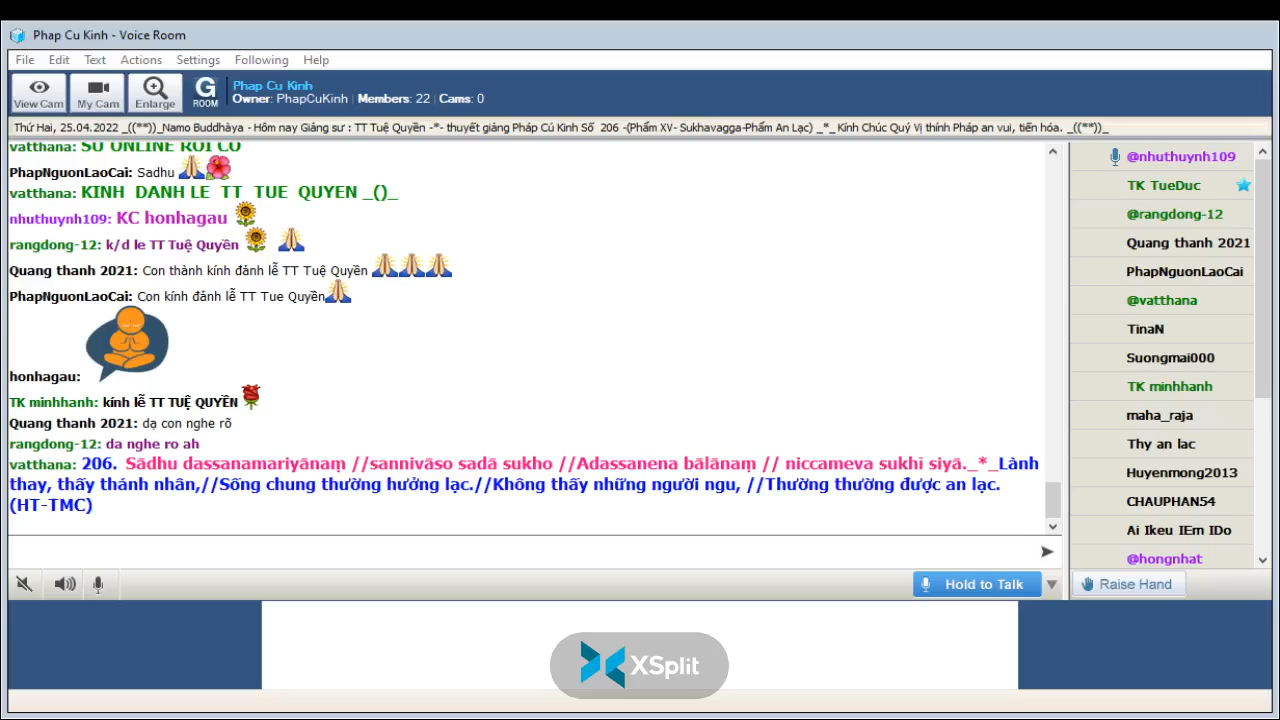 Phap Cu Kinh - Voice Room
File Edit Text Actions Settings Following Help
View Cam My Cam Enlarge G ROOM
Phap Cu Kinh
Owner: PhapCuKinh Members: 22 Cams: 0
Thứ Hai, 25.04.2022 _((**))_Namo Buddhàya - Hôm nay Giảng sư : TT Tuệ Quyền -*- thuyết giảng Pháp Cú Kinh Số 206 -(Phẩm XV- Sukhavagga-Phẩm An Lạc) _*_ Kính Chúc Quý Vị thính Pháp an vui, tiến hóa. _((**))_
vatthana: SU ONLINE ROI CO
PhapNguonLaoCai: Sadhu
vatthana: KINH DANH LE TT TUE QUYEN _()_
nhuthuynh109: KC honhagau
rangdong-12: k/d le TT Tuệ Quyền
Quang thanh 2021: Con thành kính đảnh lễ TT Tuệ Quyền
PhapNguonLaoCai: Con kính đảnh lễ TT Tue Quyền
honhagau:
TK minhhanh: kính lễ TT TUỆ QUYỀN
Quang thanh 2021: dạ con nghe rõ
rangdong-12: da nghe ro ah
vatthana: 206. Sādhu dassanamariyānaṃ //sannivāso sadā sukho //Adassanena bālānaṃ // niccameva sukhī siyā._*_Lành
thay, thấy thánh nhân,//Sống chung thường hưởng lạc.//Không thấy những người ngu, //Thường thường được an lạc.
(HT-TMC)
@nhuthuynh109
TK TueDuc
@rangdong-12
Quang thanh 2021
PhapNguonLaoCai
@vatthana
TinaN
Suongmai000
TK minhhanh
maha_raja
Thy an lac
Huyenmong2013
CHAUPHAN54
Ai Ikeu IEm IDo
@hongnhat
Hold to Talk
Raise Hand
XSplit